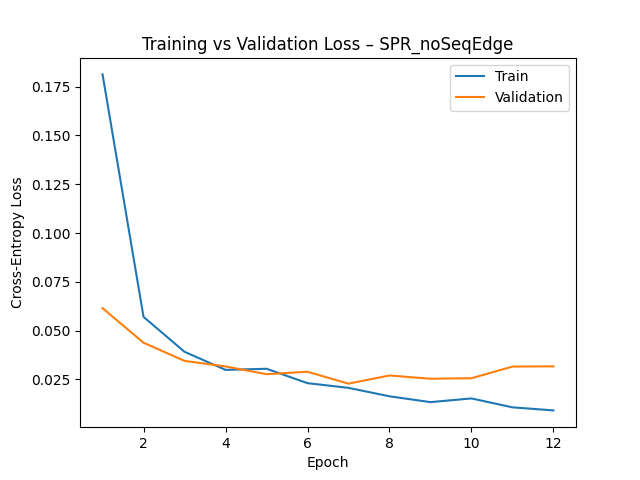 Training vs Validation Loss – SPR_noSeqEdge
Train
Validation
Cross-Entropy Loss
0.175
0.150
0.125
0.100
0.075
0.050
0.025
2 4 6 8 10 12
Epoch